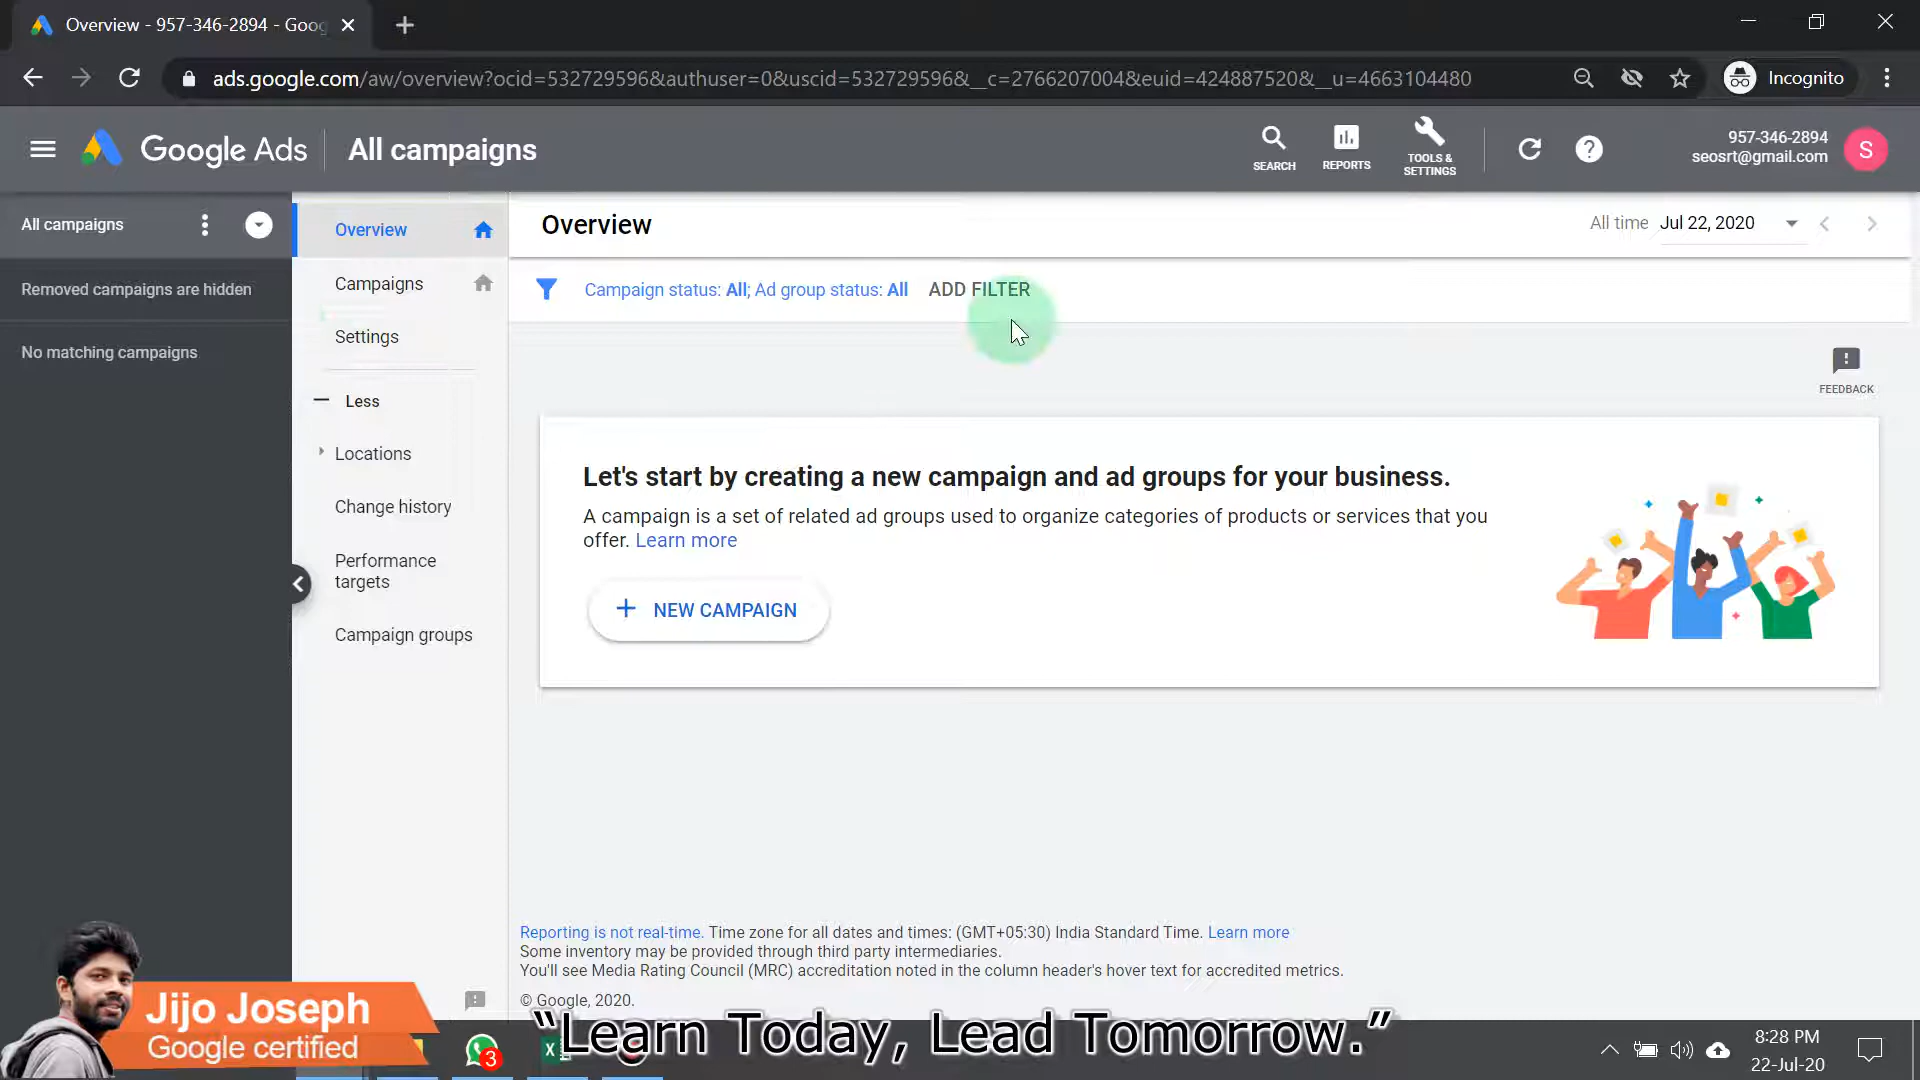 Overview - 957-346-2894 - Goog
ads.google.com/aw/overview?ocid=532729596&authuser=0&uscid=532729596&__c=2766207004&euid=424887520&__u=4663104480
Incognito
Google Ads
All campaigns
SEARCH
REPORTS
TOOLS &
SETTINGS
957-346-2894
seosrt@gmail.com
S
All campaigns
Removed campaigns are hidden
No matching campaigns
Overview
Campaigns
Settings
Less
Locations
Change history
Performance
targets
Campaign groups
Overview
All time
Jul 22, 2020
Campaign status: All; Ad group status: All
ADD FILTER
FEEDBACK
Let's start by creating a new campaign and ad groups for your business.
A campaign is a set of related ad groups used to organize categories of products or services that you
offer. Learn more
+ NEW CAMPAIGN
Reporting is not real-time. Time zone for all dates and times: (GMT+05:30) India Standard Time. Learn more
Some inventory may be provided through third party intermediaries.
You'll see Media Rating Council (MRC) accreditation noted in the column header's hover text for accredited metrics.
© Google, 2020.
Jijo Joseph
Google certified
3
“Learn Today, Lead Tomorrow.”
8:28 PM
22-Jul-20